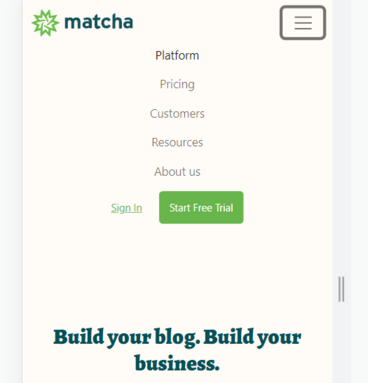 matcha
Platform
Pricing
Customers
Resources
About us
Sign In
Start Free Trial
Build your blog. Build your
business.